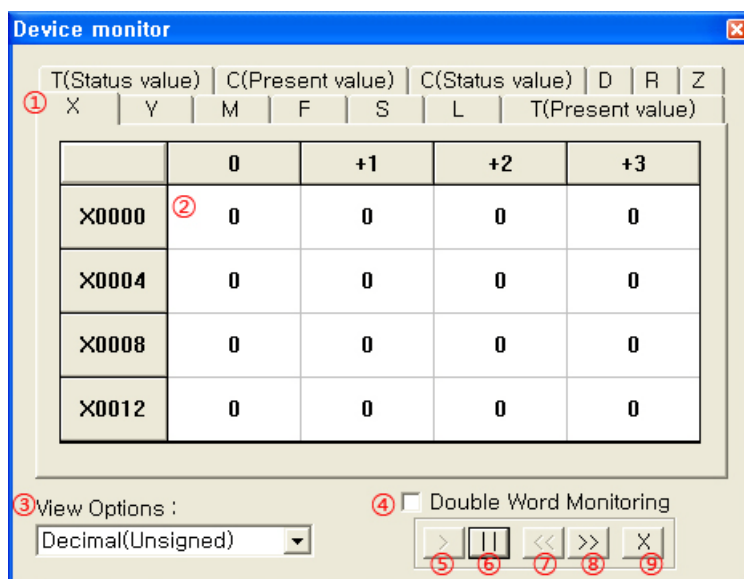 Device monitor
T(Status value) C(Present value) C(Status value) D R Z
① X Y M F S L T(Present value)
0 +1 +2 +3
X0000 ② 0 0 0 0
X0004 0 0 0 0
X0008 0 0 0 0
X0012 0 0 0 0
③ View Options : ④ Double Word Monitoring
Decimal(Unsigned) > || << >> X
⑤ ⑥ ⑦ ⑧ ⑨